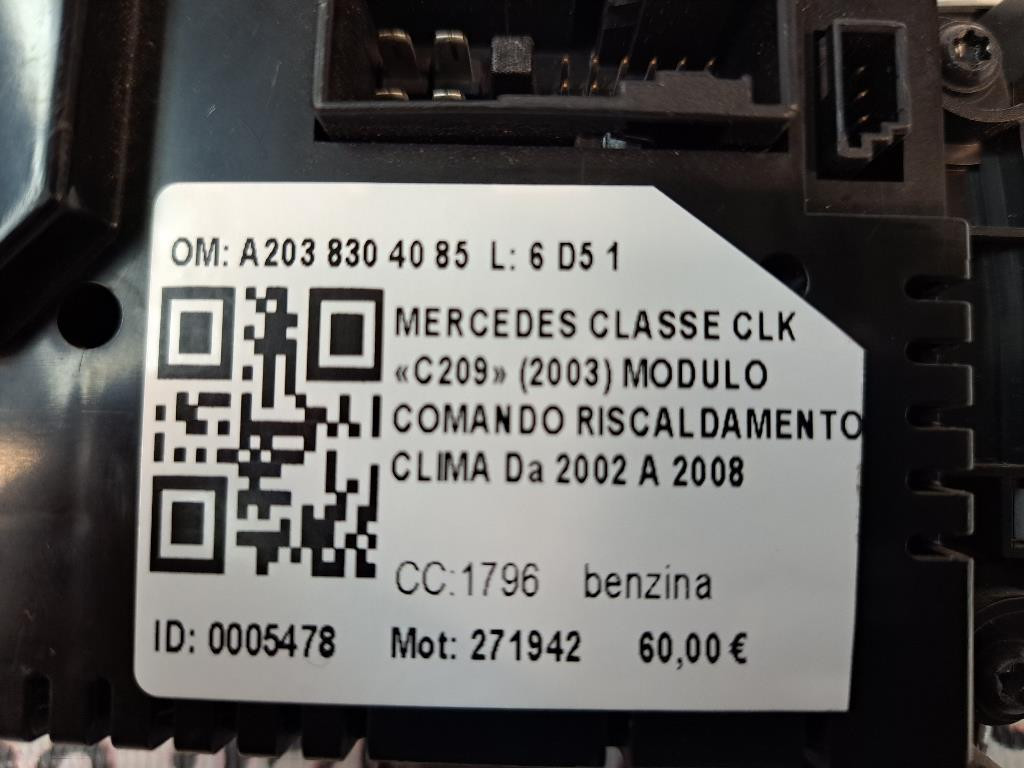 OM: A203 830 40 85 L: 6 D5 1
MERCEDES CLASSE CLK
«C209» (2003) MODULO
COMANDO RISCALDAMENTO
CLIMA Da 2002 A 2008
CC:1796 benzina
ID: 0005478 Mot: 271942 60,00 €